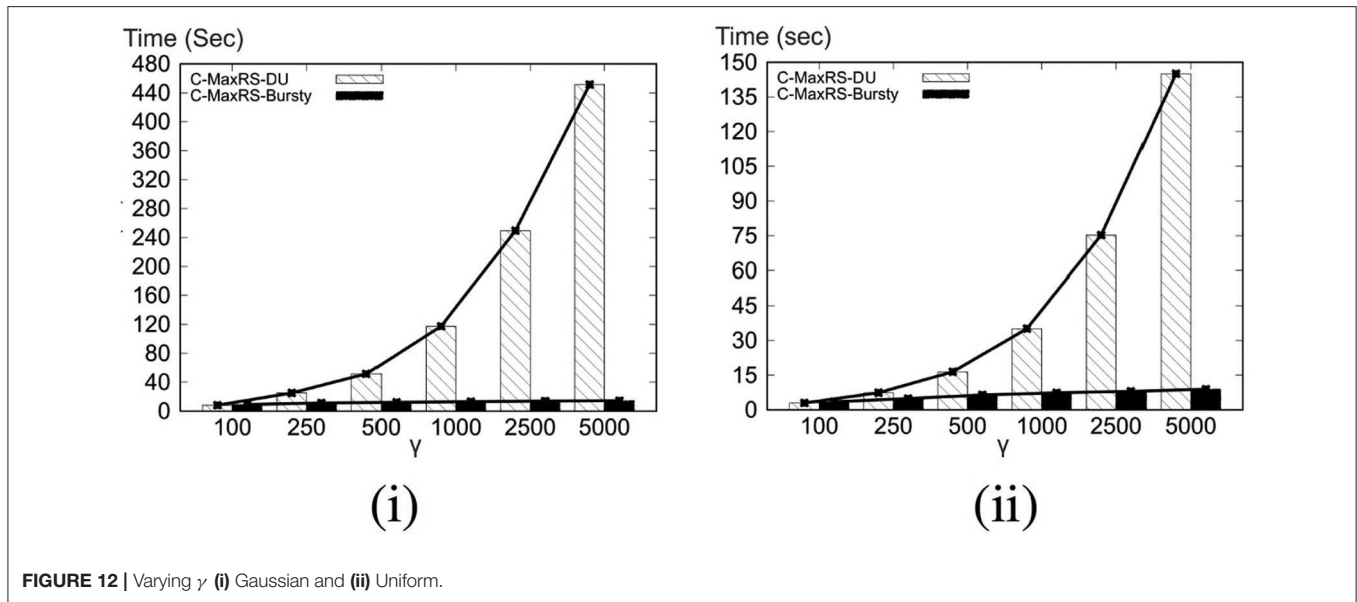 Time (Sec)
480
440
400
360
320
280
240
200
160
120
80
40
0
C-MaxRS-DU
C-MaxRS-Bursty
100 250 500 1000 2500 5000
γ
(i)
Time (sec)
150
135
120
105
90
75
60
45
30
15
0
C-MaxRS-DU
C-MaxRS-Bursty
100 250 500 1000 2500 5000
γ
(ii)
FIGURE 12 | Varying γ (i) Gaussian and (ii) Uniform.